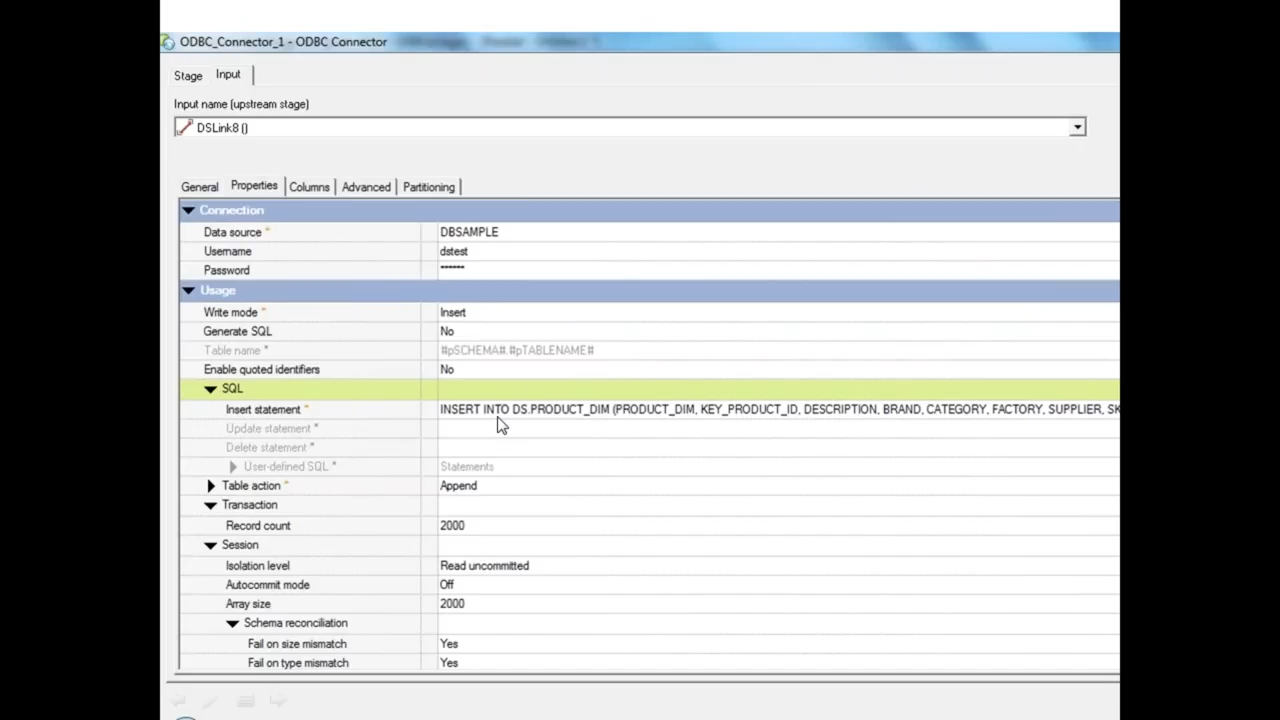 ODBC_Connector_1 - ODBC Connector
Stage Input
Input name (upstream stage)
DSLink8 ()
General Properties Columns Advanced Partitioning
Connection
Data source * DBSAMPLE
Username dstest
Password ******
Usage
Write mode * Insert
Generate SQL No
Table name * #pSCHEMA#.#pTABLENAME#
Enable quoted identifiers No
SQL
Insert statement * INSERT INTO DS.PRODUCT_DIM (PRODUCT_DIM, KEY_PRODUCT_ID, DESCRIPTION, BRAND, CATEGORY, FACTORY, SUPPLIER, SK
Update statement *
Delete statement *
User-defined SQL * Statements
Table action * Append
Transaction
Record count 2000
Session
Isolation level Read uncommitted
Autocommit mode Off
Array size 2000
Schema reconciliation
Fail on size mismatch Yes
Fail on type mismatch Yes